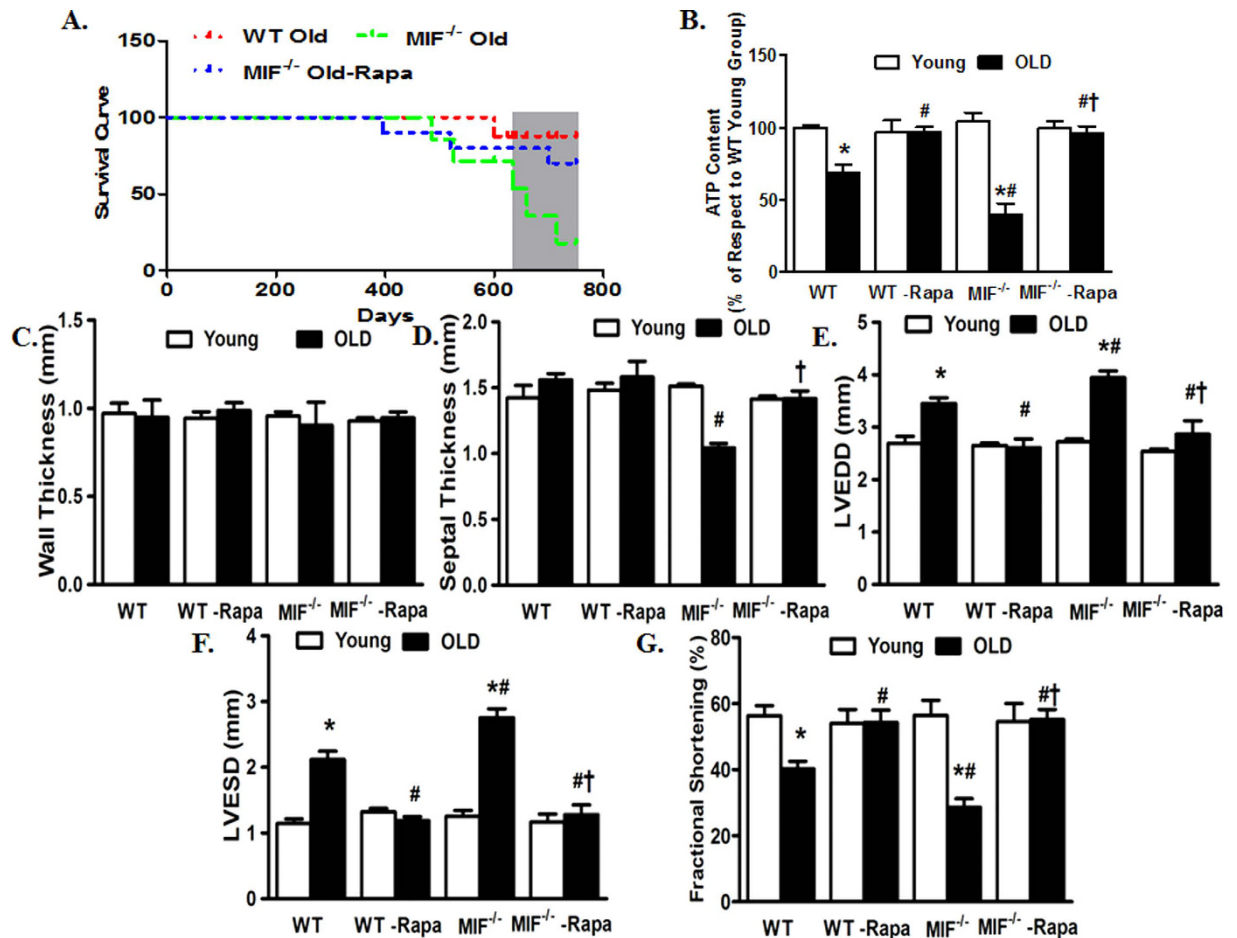 A.
WT Old
MIF-/- Old
MIF-/- Old-Rapa
150
100
50
0
Survival Curve
0 200 400 600 800
Days
B.
Young OLD
150
100
50
0
ATP Content
(% of Respect to WT Young Group)
*
#
*#
#†
WT WT -Rapa MIF-/- MIF-/- -Rapa
C.
Young OLD
1.5
1.0
0.5
0.0
Wall Thickness (mm)
WT WT -Rapa MIF-/- MIF-/- -Rapa
D.
Young OLD
2.0
1.5
1.0
0.5
0.0
Septal Thickness (mm)
#
†
WT WT -Rapa MIF-/- MIF-/- -Rapa
E.
Young OLD
5
4
3
2
1
0
LVEDD (mm)
*
#
*#
#†
WT WT -Rapa MIF-/- MIF-/- -Rapa
F.
Young OLD
4
3
2
1
0
LVESD (mm)
*
#
*#
#†
WT WT -Rapa MIF-/- MIF-/- -Rapa
G.
Young OLD
80
60
40
20
0
Fractional Shortening (%)
*
#
*#
#†
WT WT -Rapa MIF-/- MIF-/- -Rapa